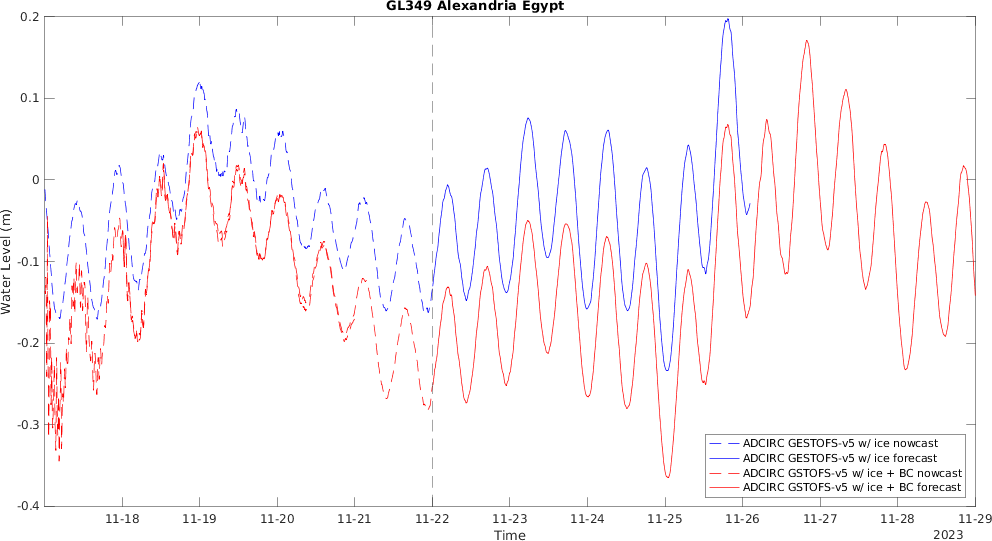 GL349 Alexandria Egypt
0.2
0.1
0
-0.1
-0.2
-0.3
-0.4
Water Level (m)
ADCIRC GESTOFS-v5 w/ ice nowcast
ADCIRC GESTOFS-v5 w/ ice forecast
ADCIRC GSTOFS-v5 w/ ice + BC nowcast
ADCIRC GSTOFS-v5 w/ ice + BC forecast
11-18 11-19 11-20 11-21 11-22 11-23 11-24 11-25 11-26 11-27 11-28 11-29
Time
2023